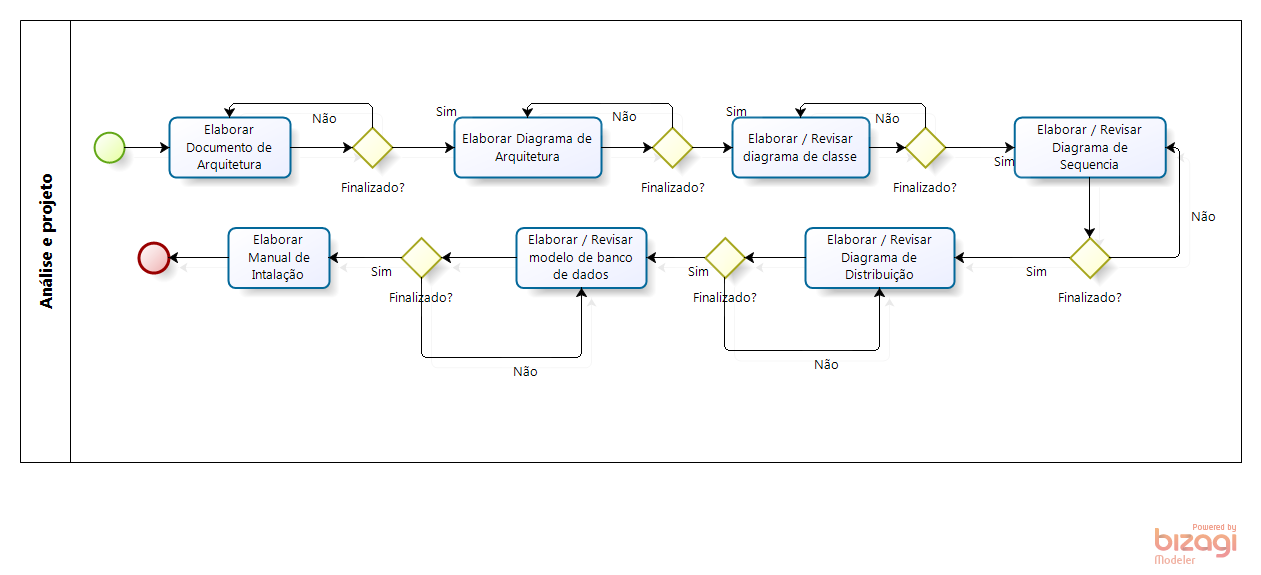 Análise e projeto
Elaborar
Documento de
Arquitetura
Não
Finalizado?
Sim
Elaborar Diagrama de
Arquitetura
Não
Finalizado?
Sim
Elaborar / Revisar
diagrama de classe
Não
Finalizado?
Sim
Elaborar / Revisar
Diagrama de
Sequencia
Não
Finalizado?
Sim
Elaborar / Revisar
Diagrama de
Distribuição
Finalizado?
Não
Sim
Elaborar / Revisar
modelo de banco
de dados
Finalizado?
Não
Sim
Elaborar
Manual de
Intalação
Powered by
bizagi
Modeler